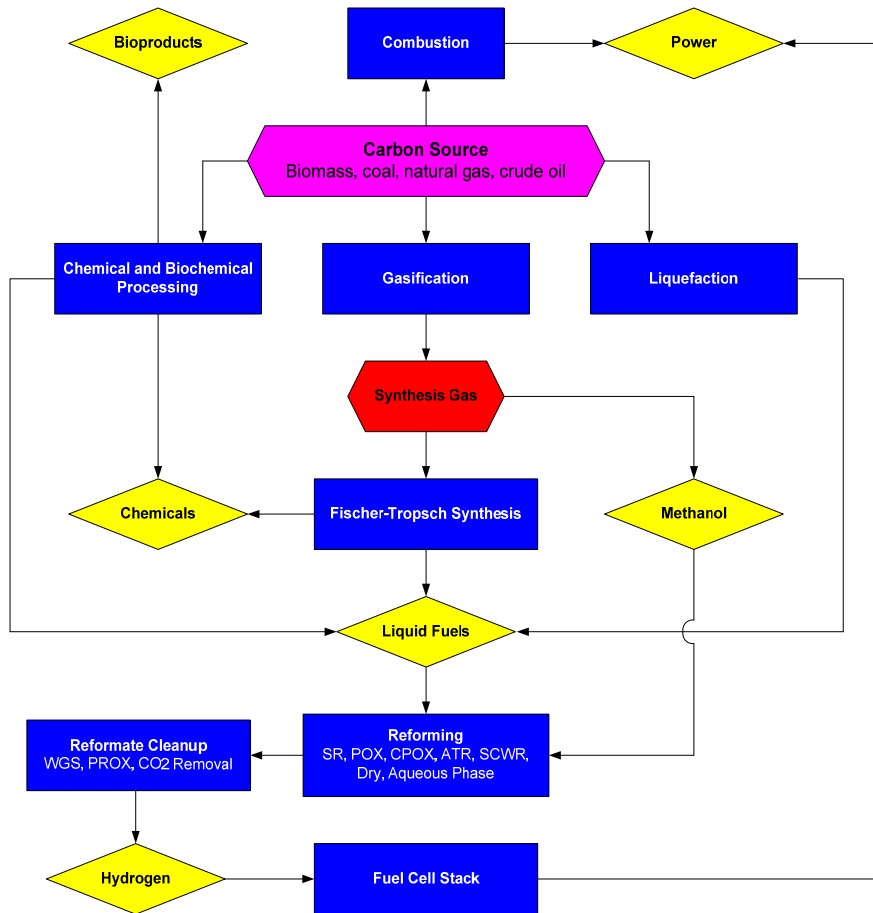 Bioproducts
Combustion
Power
Carbon Source
Biomass, coal, natural gas, crude oil
Chemical and Biochemical
Processing
Gasification
Liquefaction
Synthesis Gas
Chemicals
Fischer-Tropsch Synthesis
Methanol
Liquid Fuels
Reformate Cleanup
WGS, PROX, CO2 Removal
Reforming
SR, POX, CPOX, ATR, SCWR,
Dry, Aqueous Phase
Hydrogen
Fuel Cell Stack